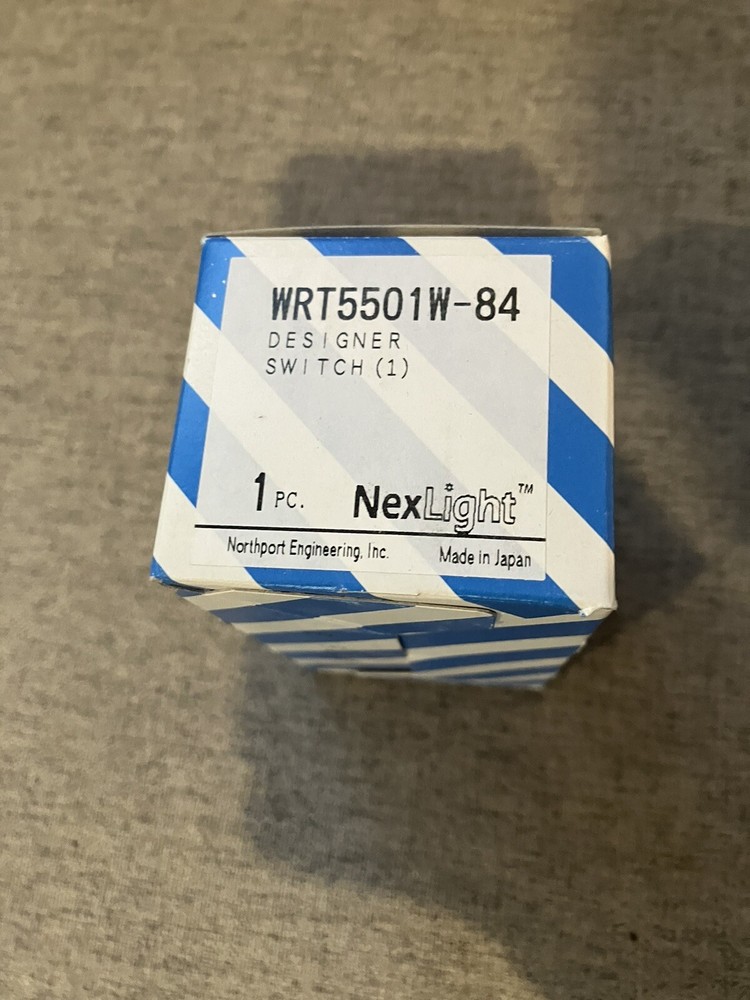 WRT5501W-84
DESIGNER
SWITCH (1)
1 PC. NexLight™
Northport Engineering, Inc. Made in Japan